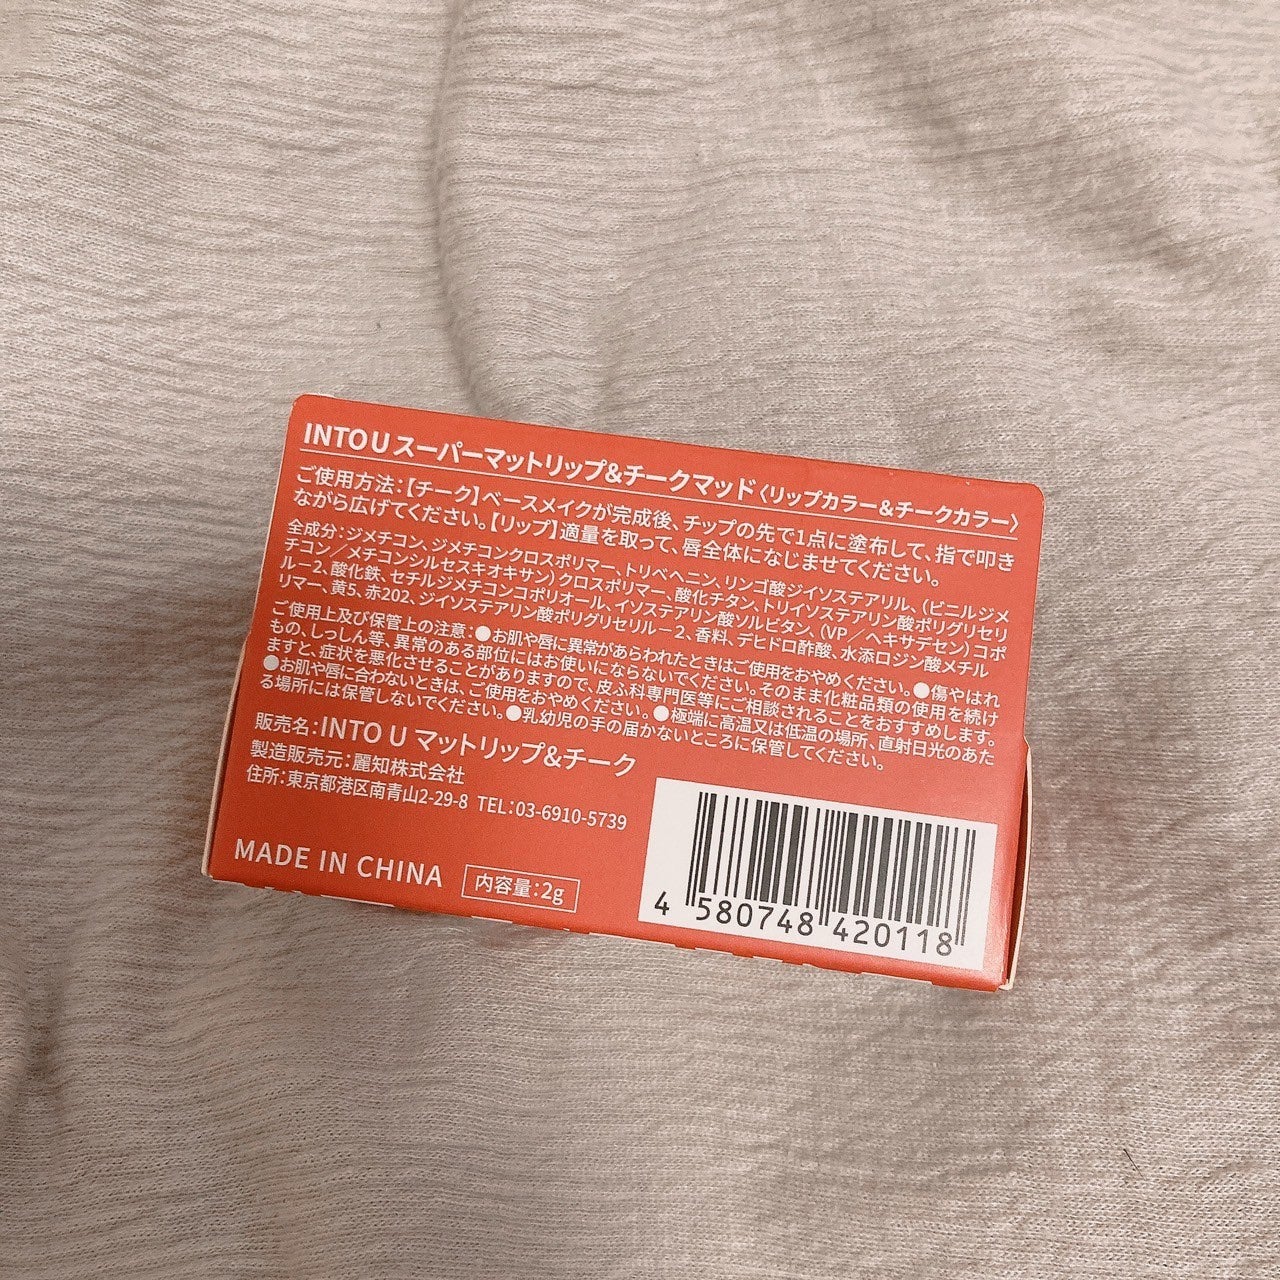 INTO U スーパーマットリップ&チークマッド〈リップカラー&チークカラー〉
ご使用方法:【チーク】ベースメイクが完成後、チップの先で1点に塗布して、指で叩き
ながら広げてください。【リップ】適量を取って、唇全体になじませてください。
全成分:ジメチコン、ジメチコンクロスポリマー、トリベヘニン、リンゴ酸ジイソステアリル、(ビニルジメ
チコン/メチコンシルセスキオキサン)クロスポリマー、酸化チタン、トリイソステアリン酸ポリグリセリ
ルー2、酸化鉄、セチルジメチコンコポリオール、イソステアリン酸ソルビタン、(VP/ヘキサデセン)コポ
リマー、黄5、赤202、ジイソステアリン酸ポリグリセリルー2、香料、デヒドロ酢酸、水添ロジン酸メチル
ご使用上及び保管上の注意:●お肌や唇に異常があらわれたときはご使用をおやめください。●傷やはれ
もの、しっしん等、異常のある部位にはお使いにならないでください。そのまま化粧品類の使用を続け
ますと、症状を悪化させることがありますので、皮ふ科専門医等にご相談されることをおすすめします。
●お肌や唇に合わないときは、ご使用をおやめください。●極端に高温又は低温の場所、直射日光のあた
る場所には保管しないでください。●乳幼児の手の届かないところに保管してください。
販売名:INTO U マットリップ&チーク
製造販売元:麗知株式会社
住所:東京都港区南青山2-29-8 TEL:03-6910-5739
MADE IN CHINA 内容量:2g
4 580748 420118